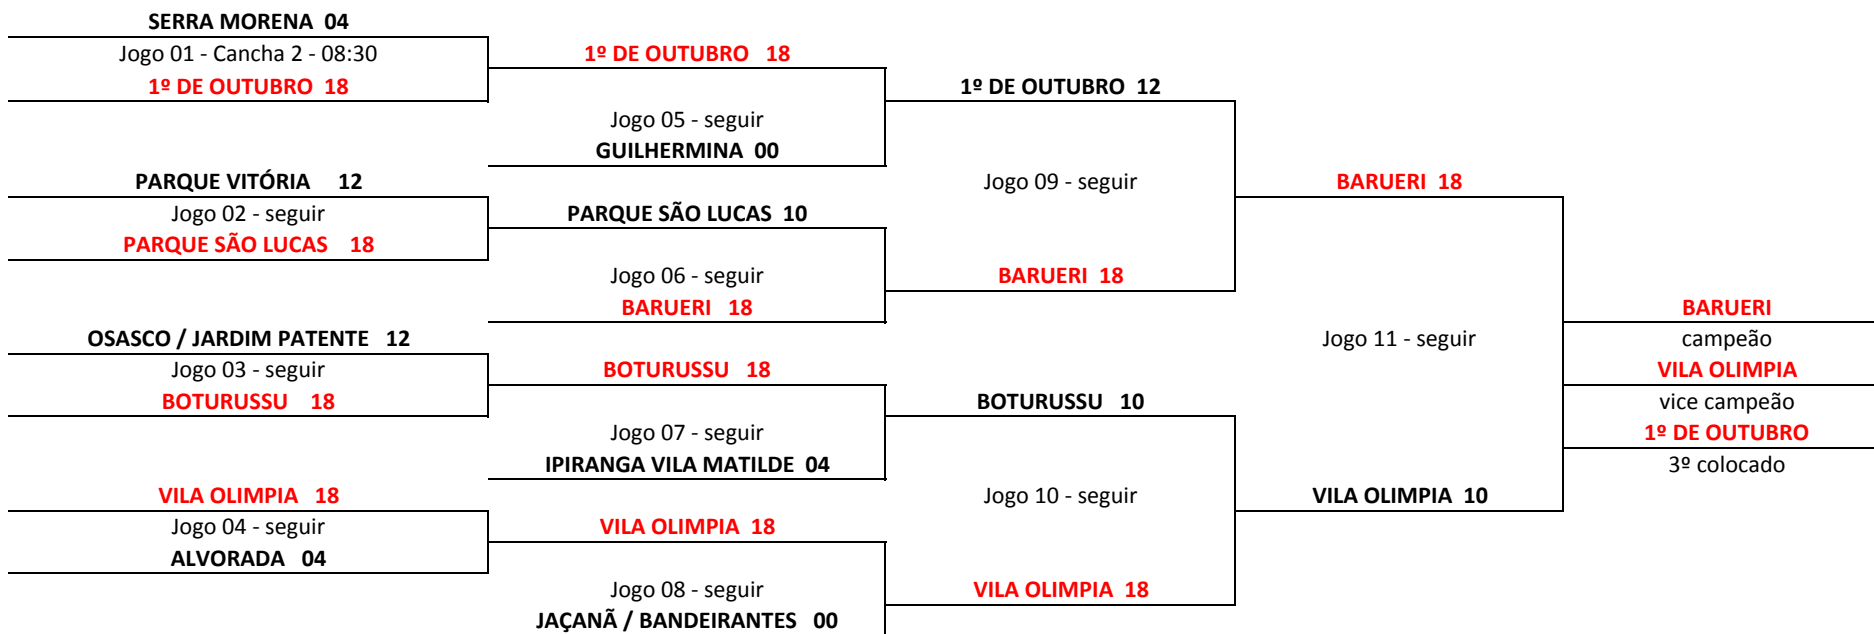 SERRA MORENA 04
Jogo 01 - Cancha 2 - 08:30
1º DE OUTUBRO 18
PARQUE VITÓRIA 12
Jogo 02 - seguir
PARQUE SÃO LUCAS 18
OSASCO / JARDIM PATENTE 12
Jogo 03 - seguir
BOTURUSSU 18
VILA OLIMPIA 18
Jogo 04 - seguir
ALVORADA 04
1º DE OUTUBRO 18
Jogo 05 - seguir
GUILHERMINA 00
PARQUE SÃO LUCAS 10
Jogo 06 - seguir
BARUERI 18
BOTURUSSU 18
Jogo 07 - seguir
IPIRANGA VILA MATILDE 04
VILA OLIMPIA 18
Jogo 08 - seguir
JAÇANÃ / BANDEIRANTES 00
1º DE OUTUBRO 12
Jogo 09 - seguir
BARUERI 18
BOTURUSSU 10
Jogo 10 - seguir
VILA OLIMPIA 18
BARUERI 18
Jogo 11 - seguir
VILA OLIMPIA 10
BARUERI
campeão
VILA OLIMPIA
vice campeão
1º DE OUTUBRO
3º colocado